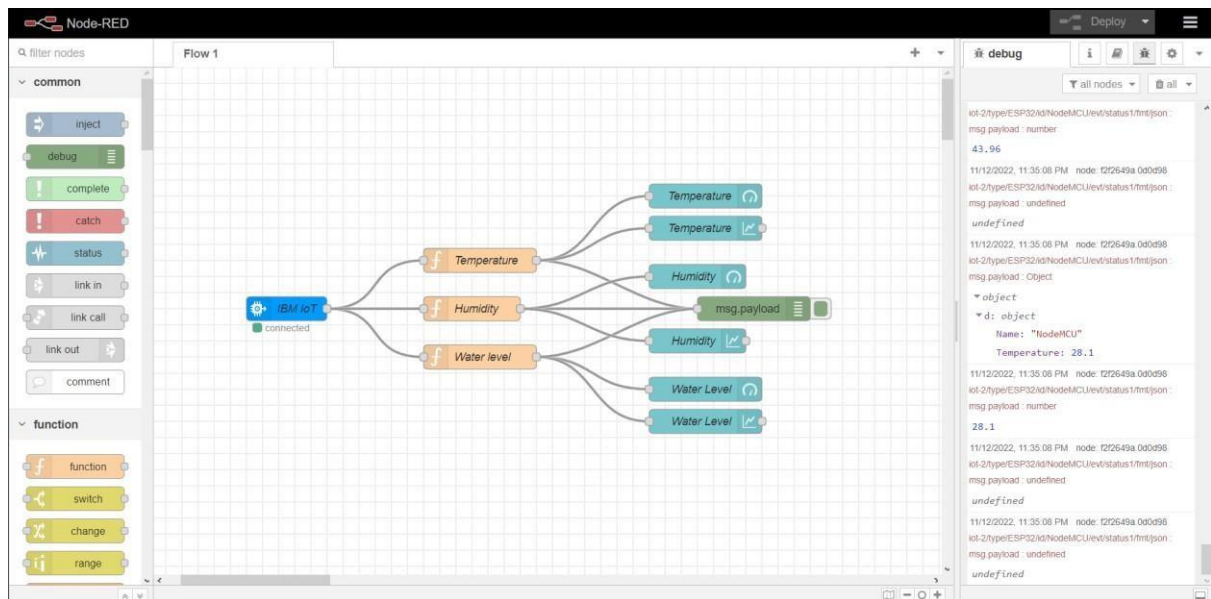 Node-RED
Deploy
filter nodes
Flow 1
debug
i
all nodes
all
common
inject
debug
complete
catch
status
link in
link call
link out
comment
function
function
switch
change
range
IBM IoT
connected
Temperature
Humidity
Water level
Temperature
Temperature
Humidity
msg.payload
Humidity
Water Level
Water Level
iot-2/type/ESP32/id/NodeMCU/evt/status1/fmt/json :
msg.payload : number
43.96
11/12/2022, 11:35:08 PM node: f2f2649a.0d0d98
iot-2/type/ESP32/id/NodeMCU/evt/status1/fmt/json :
msg.payload : undefined
undefined
11/12/2022, 11:35:08 PM node: f2f2649a.0d0d98
iot-2/type/ESP32/id/NodeMCU/evt/status1/fmt/json :
msg.payload : Object
object
d: object
Name: "NodeMCU"
Temperature: 28.1
11/12/2022, 11:35:08 PM node: f2f2649a.0d0d98
iot-2/type/ESP32/id/NodeMCU/evt/status1/fmt/json :
msg.payload : number
28.1
11/12/2022, 11:35:08 PM node: f2f2649a.0d0d98
iot-2/type/ESP32/id/NodeMCU/evt/status1/fmt/json :
msg.payload : undefined
undefined
11/12/2022, 11:35:08 PM node: f2f2649a.0d0d98
iot-2/type/ESP32/id/NodeMCU/evt/status1/fmt/json :
msg.payload : undefined
undefined